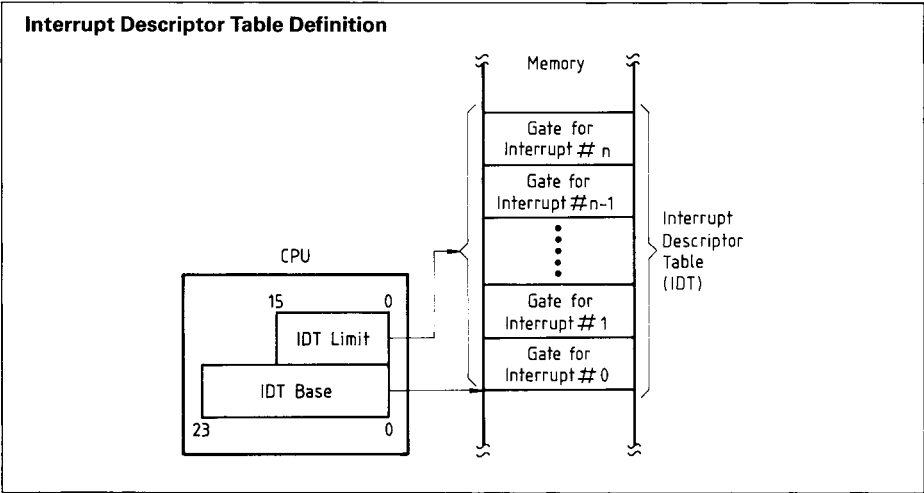 Interrupt Descriptor Table Definition
Memory
Gate for
Interrupt # n
Gate for
Interrupt #n-1
Interrupt
Descriptor
Table
(IDT)
CPU
15 0
IDT Limit
Gate for
Interrupt # 1
IDT Base
Gate for
Interrupt # 0
23 0